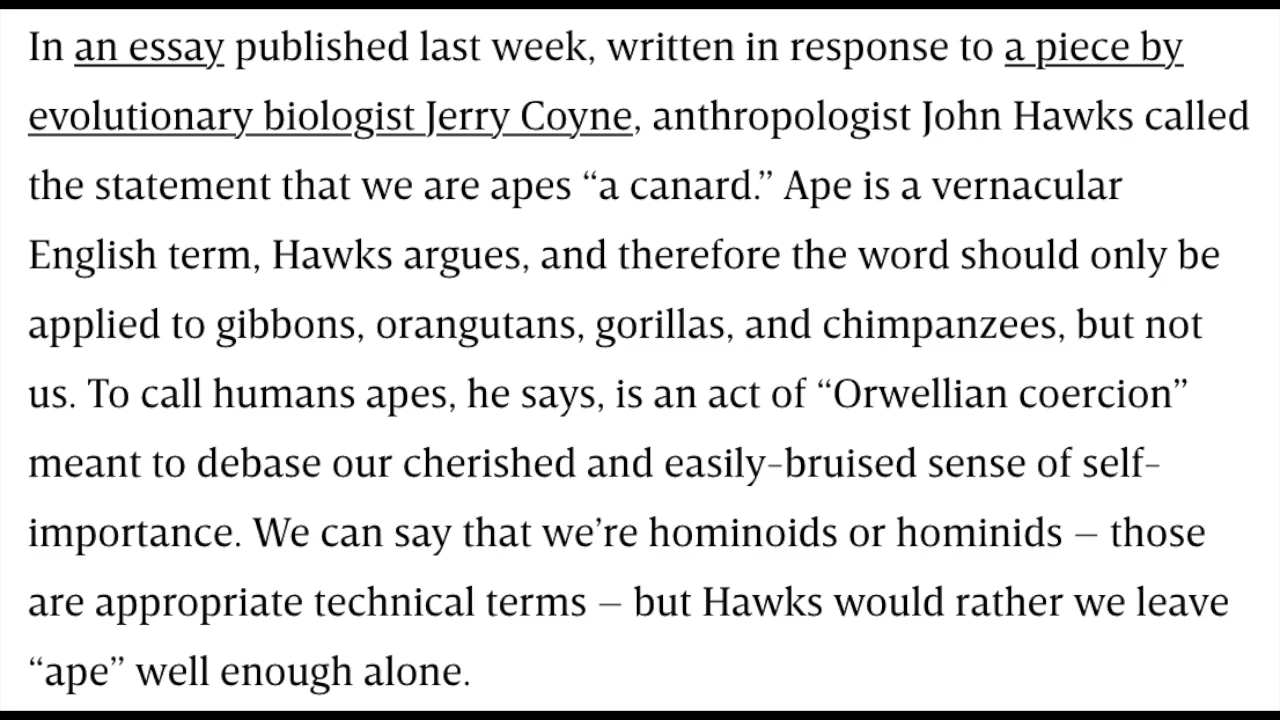 In an essay published last week, written in response to a piece by
evolutionary biologist Jerry Coyne, anthropologist John Hawks called
the statement that we are apes “a canard.” Ape is a vernacular
English term, Hawks argues, and therefore the word should only be
applied to gibbons, orangutans, gorillas, and chimpanzees, but not
us. To call humans apes, he says, is an act of “Orwellian coercion”
meant to debase our cherished and easily-bruised sense of self-
importance. We can say that we’re hominoids or hominids – those
are appropriate technical terms – but Hawks would rather we leave
“ape” well enough alone.